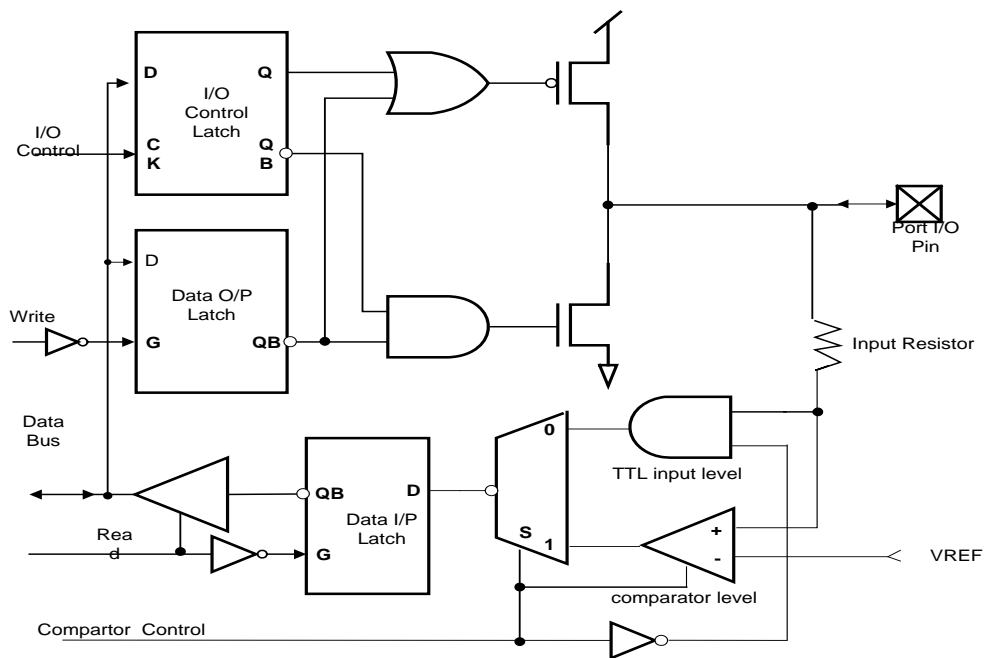 D
Q
I/O
Control
Latch
I/O
Control
C
K
Q
B
Port I/O
Pin
D
Data O/P
Latch
Write
G
QB
Input Resistor
Data
Bus
0
TTL input level
QB
D
Data I/P
Latch
Rea
d
G
S
1
+
-
VREF
comparator level
Compartor Control